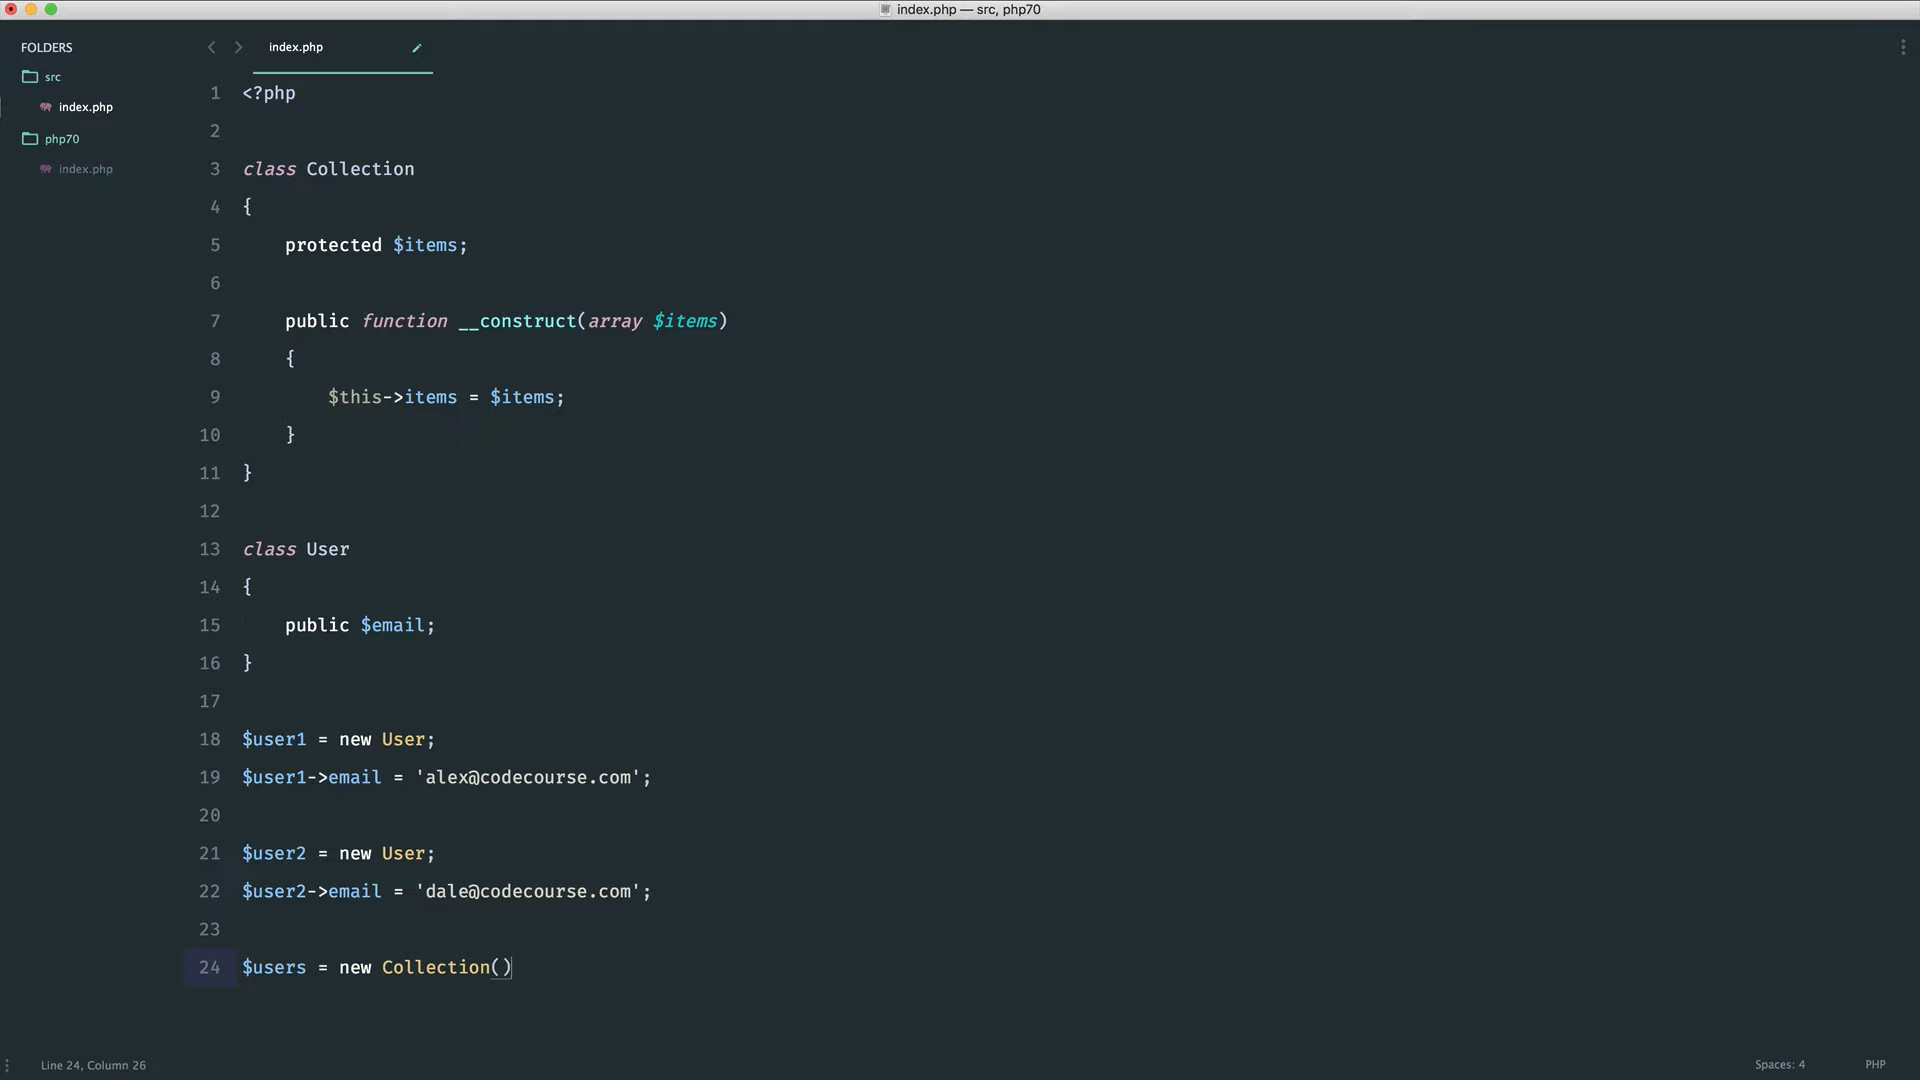 index.php — src, php70
FOLDERS
src
index.php
php70
index.php
index.php
1 <?php
2
3 class Collection
4 {
5     protected $items;
6
7     public function __construct(array $items)
8     {
9         $this->items = $items;
10     }
11 }
12
13 class User
14 {
15     public $email;
16 }
17
18 $user1 = new User;
19 $user1->email = 'alex@codecourse.com';
20
21 $user2 = new User;
22 $user2->email = 'dale@codecourse.com';
23
24 $users = new Collection()
Line 24, Column 26
Spaces: 4
PHP